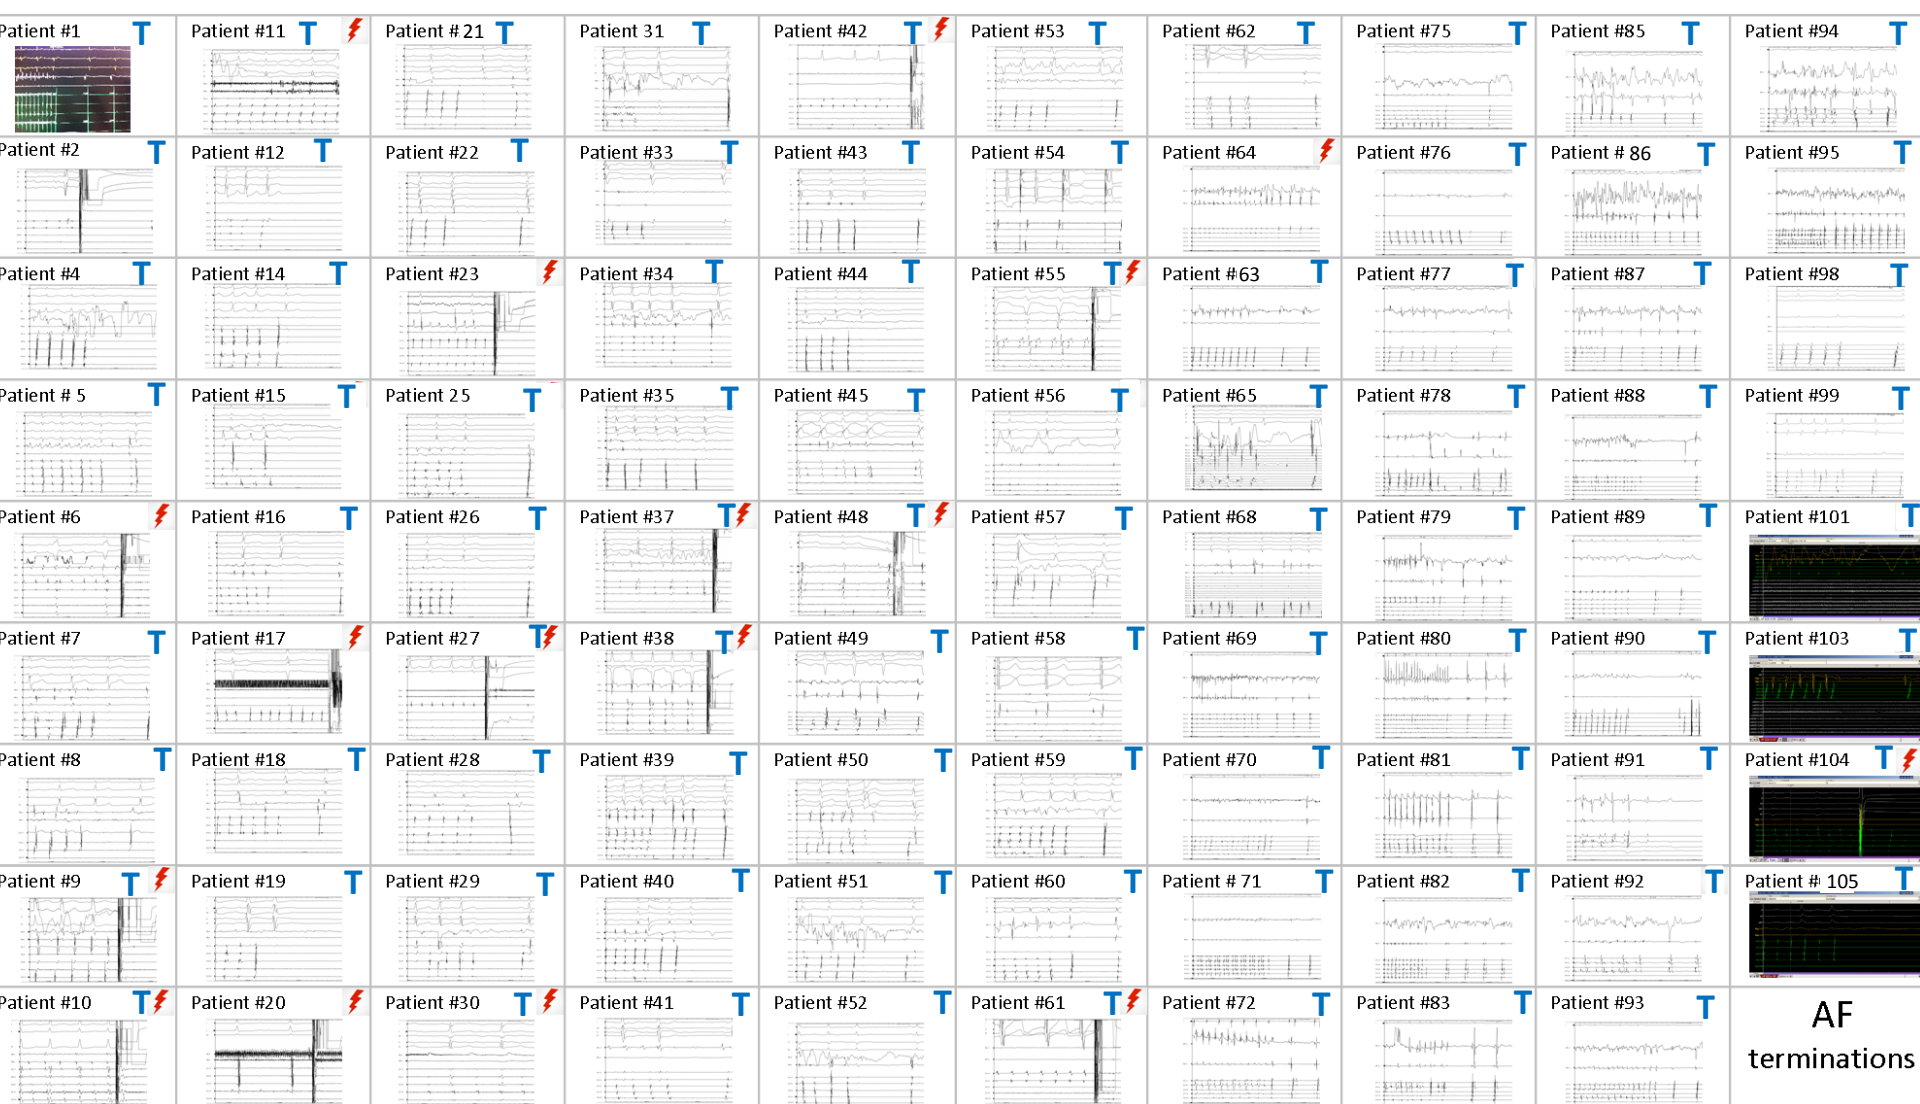 Patient #1 T Patient #11 T Patient # 21 T Patient 31 T Patient #42 Patient #53 T Patient #62 T Patient #75 T Patient #85 T Patient #94 T
Patient #2 T Patient #12 T Patient #22 T Patient #33 T Patient #43 T Patient #54 T Patient #64 Patient #76 T Patient # 86 T Patient #95 T
Patient #4 T Patient #14 T Patient #23 Patient #34 T Patient #44 T Patient #55 T Patient #63 T Patient #77 T Patient #87 T Patient #98 T
Patient # 5 T Patient #15 T Patient 25 T Patient #35 T Patient #45 T Patient #56 T Patient #65 T Patient #78 T Patient #88 T Patient #99 T
Patient #6 Patient #16 T Patient #26 T Patient #37 T Patient #48 T Patient #57 T Patient #68 T Patient #79 T Patient #89 T Patient #101 T
Patient #7 T Patient #17 Patient #27 T Patient #38 T Patient #49 T Patient #58 T Patient #69 T Patient #80 T Patient #90 T Patient #103 T
Patient #8 T Patient #18 T Patient #28 T Patient #39 T Patient #50 T Patient #59 T Patient #70 T Patient #81 T Patient #91 T Patient #104 T
Patient #9 T Patient #19 T Patient #29 T Patient #40 T Patient #51 T Patient #60 T Patient # 71 T Patient #82 T Patient #92 T Patient # 105 T
Patient #10 T Patient #20 Patient #30 T Patient #41 T Patient #52 T Patient #61 T Patient #72 T Patient #83 T Patient #93 T AF
terminations